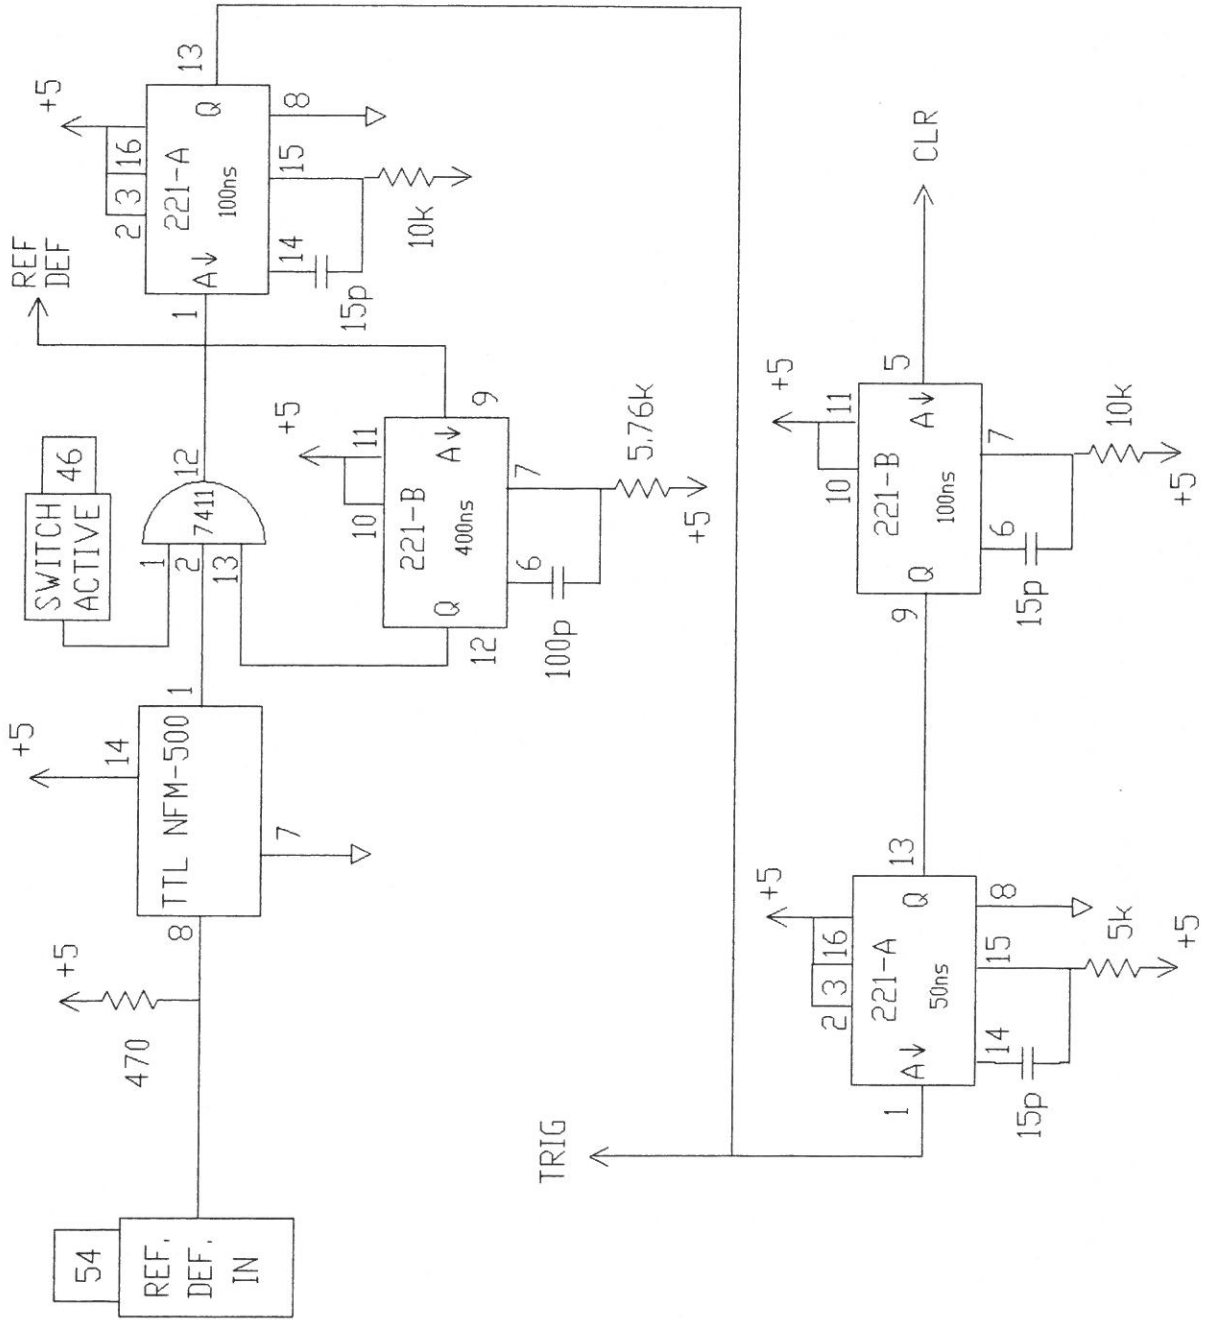 54
REF.
DEF.
IN
470
+5
8
TTL NFM-500
14
+5
7
1
SWITCH
ACTIVE
46
1
2
13
7411
12
REF
DEF
12
Q
221-B
400ns
A↓
9
10
11
+5
6
7
100p
5.76k
+5
1
A↓
221-A
100ns
Q
13
2
3
16
+5
14
15
8
15p
10k
TRIG
1
A↓
221-A
50ns
Q
13
2
3
16
+5
14
15
8
15p
5k
+5
9
Q
221-B
100ns
A↓
5
10
11
+5
6
7
15p
10k
+5
CLR